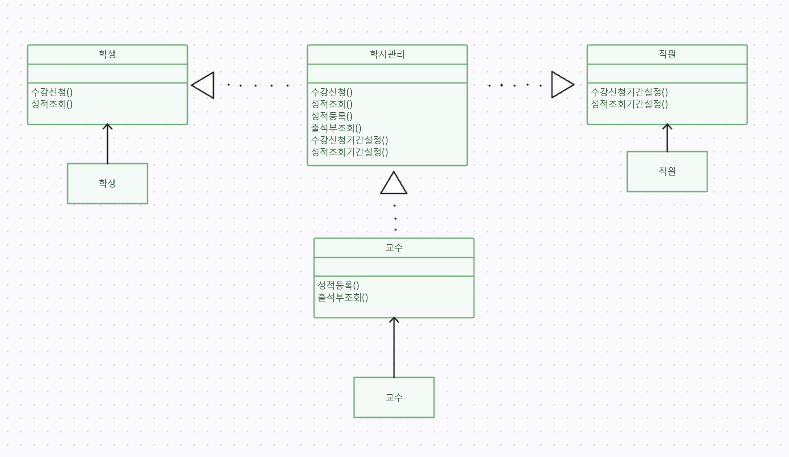 학생
수강신청()
성적조회()
학생
학사관리
수강신청()
성적조회()
성적등록()
출석부조회()
수강신청기간설정()
성적조회기간설정()
직원
수강신청기간설정()
성적조회기간설정()
직원
교수
성적등록()
출석부조회()
교수